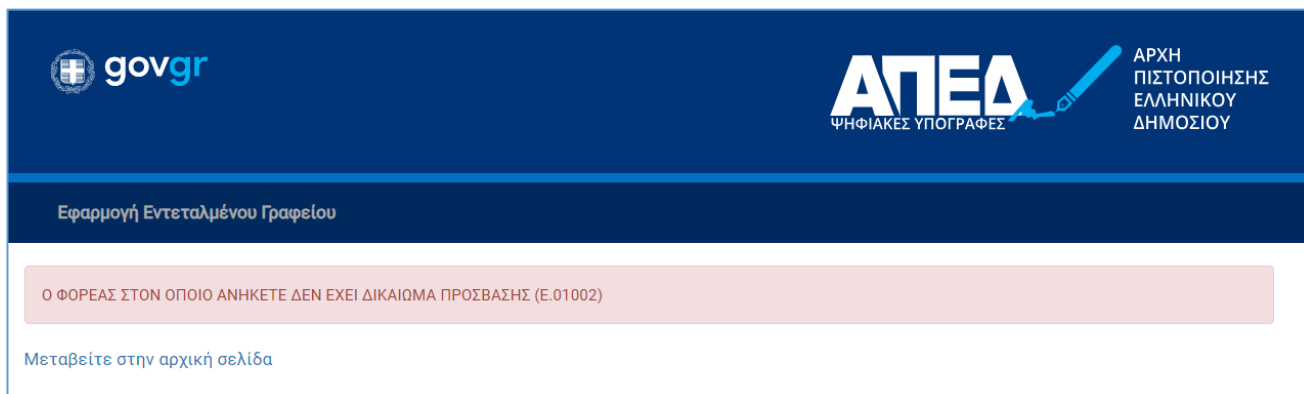 govgr
ΑΠΕΔ
ΨΗΦΙΑΚΕΣ ΥΠΟΓΡΑΦΕΣ
ΑΡΧΗ
ΠΙΣΤΟΠΟΙΗΣΗΣ
ΕΛΛΗΝΙΚΟΥ
ΔΗΜΟΣΙΟΥ
Εφαρμογή Εντεταλμένου Γραφείου
Ο ΦΟΡΕΑΣ ΣΤΟΝ ΟΠΟΙΟ ΑΝΗΚΕΤΕ ΔΕΝ ΕΧΕΙ ΔΙΚΑΙΩΜΑ ΠΡΟΣΒΑΣΗΣ (Ε.01002)
Μεταβείτε στην αρχική σελίδα